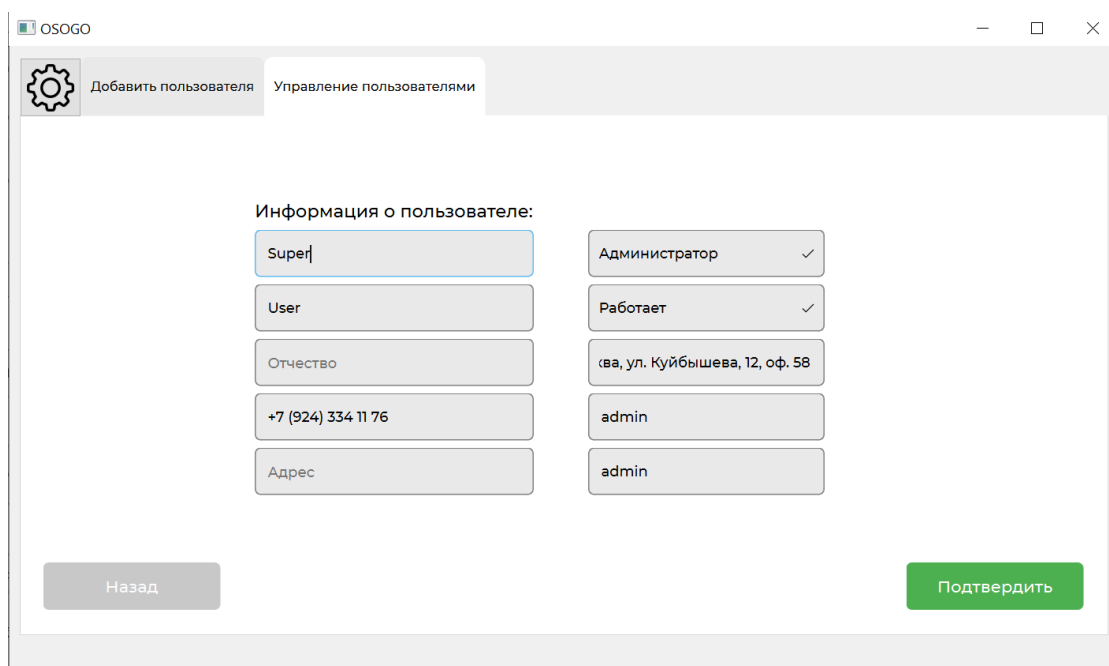 OSOGO
Добавить пользователя
Управление пользователями
Информация о пользователе:
Super
User
Отчество
+7 (924) 334 11 76
Адрес
Администратор
Работает
ква, ул. Куйбышева, 12, оф. 58
admin
admin
Назад
Подтвердить